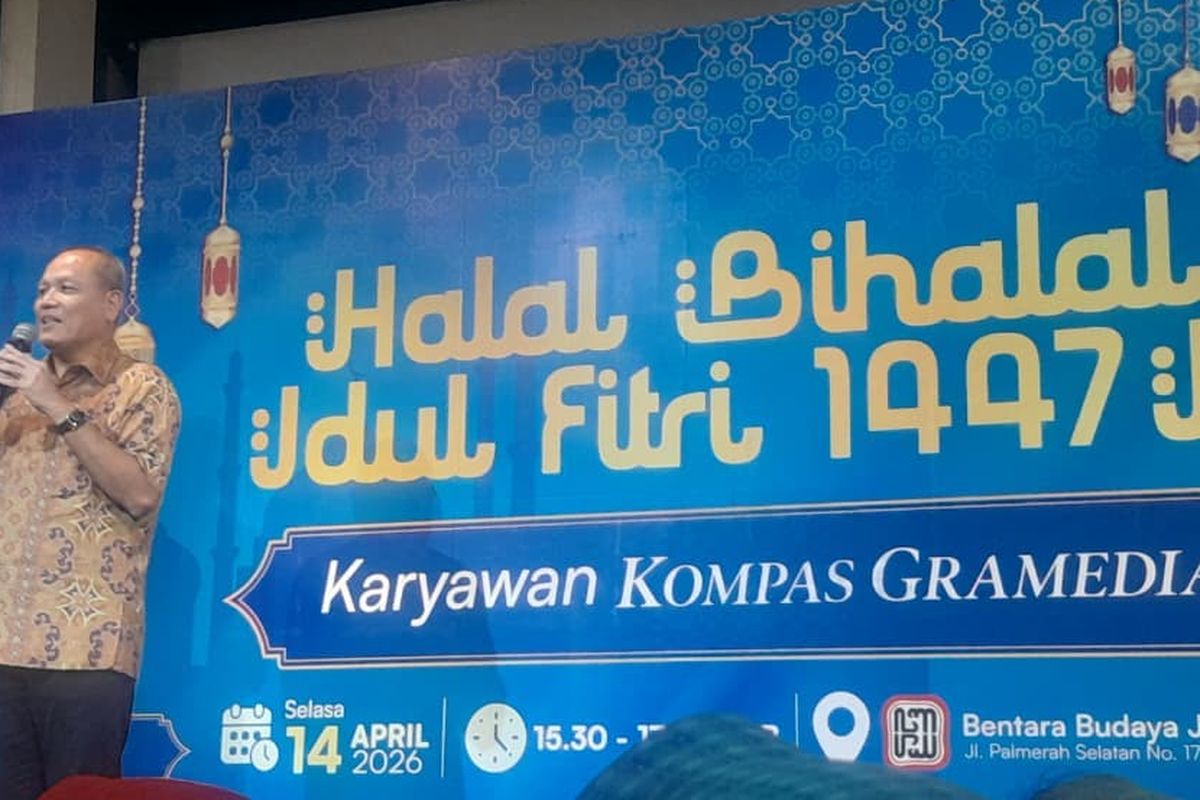 Halal Bihalal
Idul Fitri 1447
Karyawan KOMPAS GRAMEDIA
Selasa
14 APRIL
2026
15.30 -
Bentara Budaya J
Jl. Palmerah Selatan No. 17